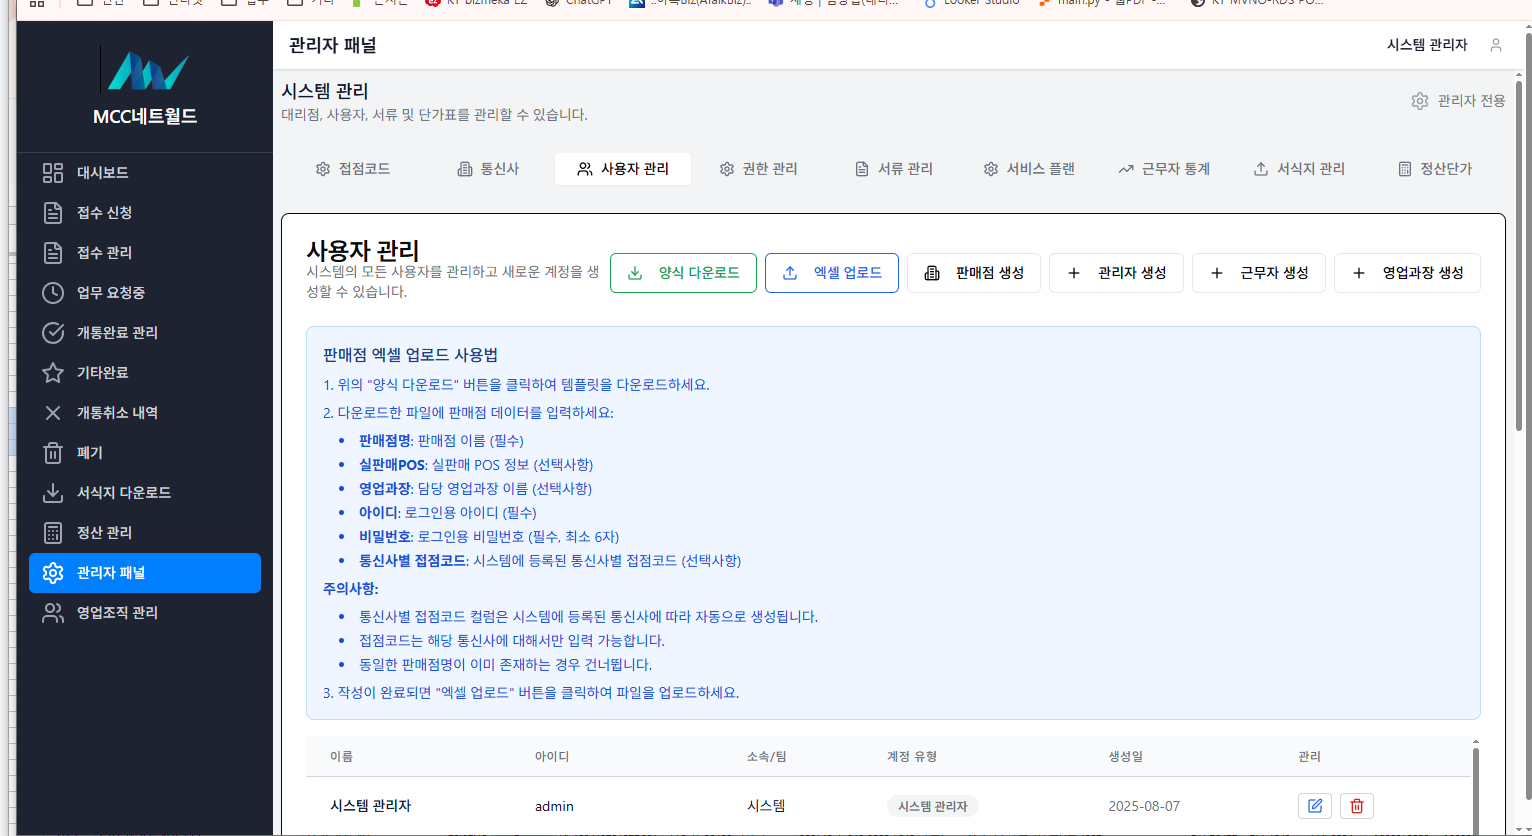 KT bizmeka EZ
ChatGPT
Looker Studio
관리자 패널
시스템 관리자
MCC네트월드
대시보드
접수 신청
접수 관리
업무 요청중
개통완료 관리
기타완료
개통취소 내역
폐기
서식지 다운로드
정산 관리
관리자 패널
영업조직 관리
시스템 관리
대리점, 사용자, 서류 및 단가표를 관리할 수 있습니다.
관리자 전용
접점코드
통신사
사용자 관리
권한 관리
서류 관리
서비스 플랜
근무자 통계
서식지 관리
정산단가
사용자 관리
시스템의 모든 사용자를 관리하고 새로운 계정을 생
성할 수 있습니다.
양식 다운로드
엑셀 업로드
판매점 생성
관리자 생성
근무자 생성
영업과장 생성
판매점 엑셀 업로드 사용법
1. 위의 "양식 다운로드" 버튼을 클릭하여 템플릿을 다운로드하세요.
2. 다운로드한 파일에 판매점 데이터를 입력하세요:
• 판매점명: 판매점 이름 (필수)
• 실판매POS: 실판매 POS 정보 (선택사항)
• 영업과장: 담당 영업과장 이름 (선택사항)
• 아이디: 로그인용 아이디 (필수)
• 비밀번호: 로그인용 비밀번호 (필수, 최소 6자)
• 통신사별 접점코드: 시스템에 등록된 통신사별 접점코드 (선택사항)
주의사항:
• 통신사별 접점코드 컬럼은 시스템에 등록된 통신사에 따라 자동으로 생성됩니다.
• 접점코드는 해당 통신사에 대해서만 입력 가능합니다.
• 동일한 판매점명이 이미 존재하는 경우 건너뜁니다.
3. 작성이 완료되면 "엑셀 업로드" 버튼을 클릭하여 파일을 업로드하세요.
이름 아이디 소속/팀 계정 유형 생성일 관리
시스템 관리자 admin 시스템 시스템 관리자 2025-08-07